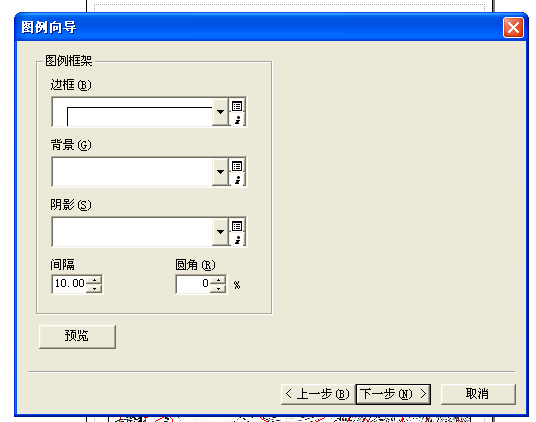 图例向导
图例框架
边框(B)
背景(G)
阴影(S)
间隔 圆角(R)
10.00 0 %
预览
< 上一步(B) 下一步(N) > 取消